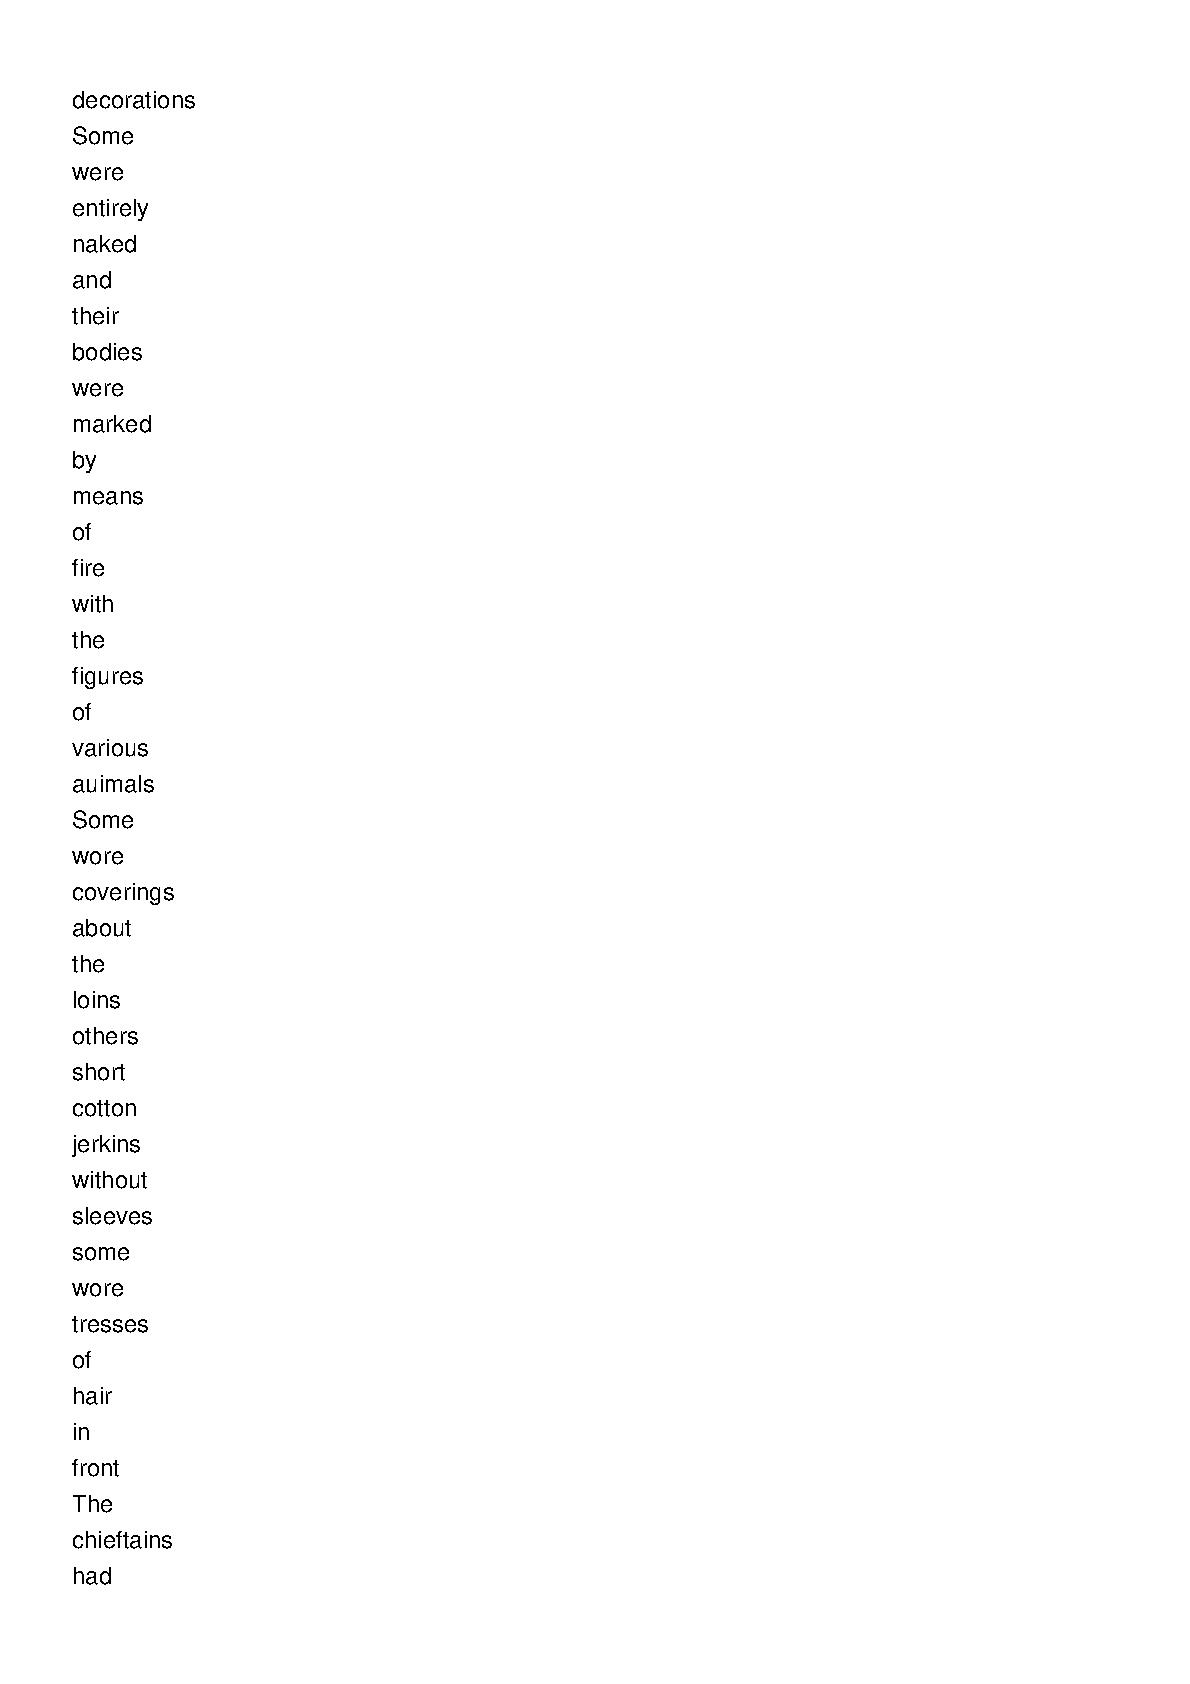 decorations
Some
were
entirely
naked
and
their
bodies
were
marked
by
means
of
fire
with
the
figures
of
various
auimals
Some
wore
coverings
about
the
loins
others
short
cotton
jerkins
without
sleeves
some
wore
tresses
of
hair
in
front
The
chieftains
had